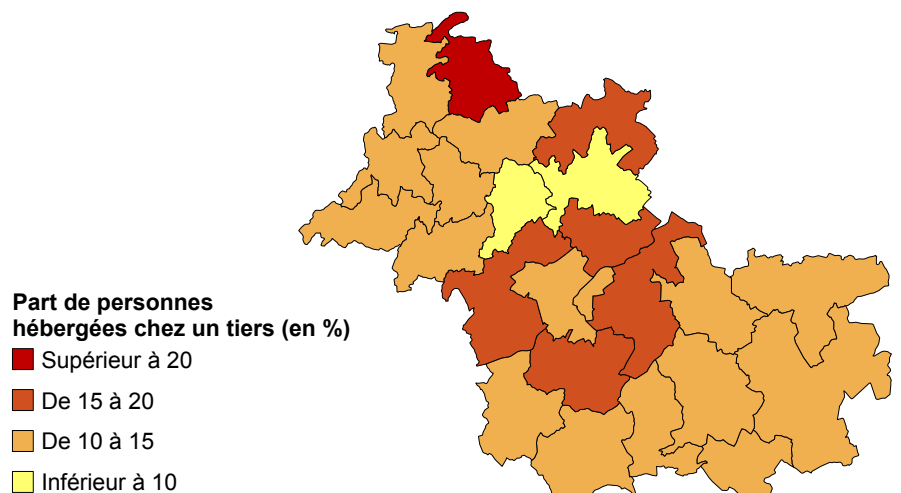 Part de personnes
hébergées chez un tiers (en %)
Supérieur à 20
De 15 à 20
De 10 à 15
Inférieur à 10